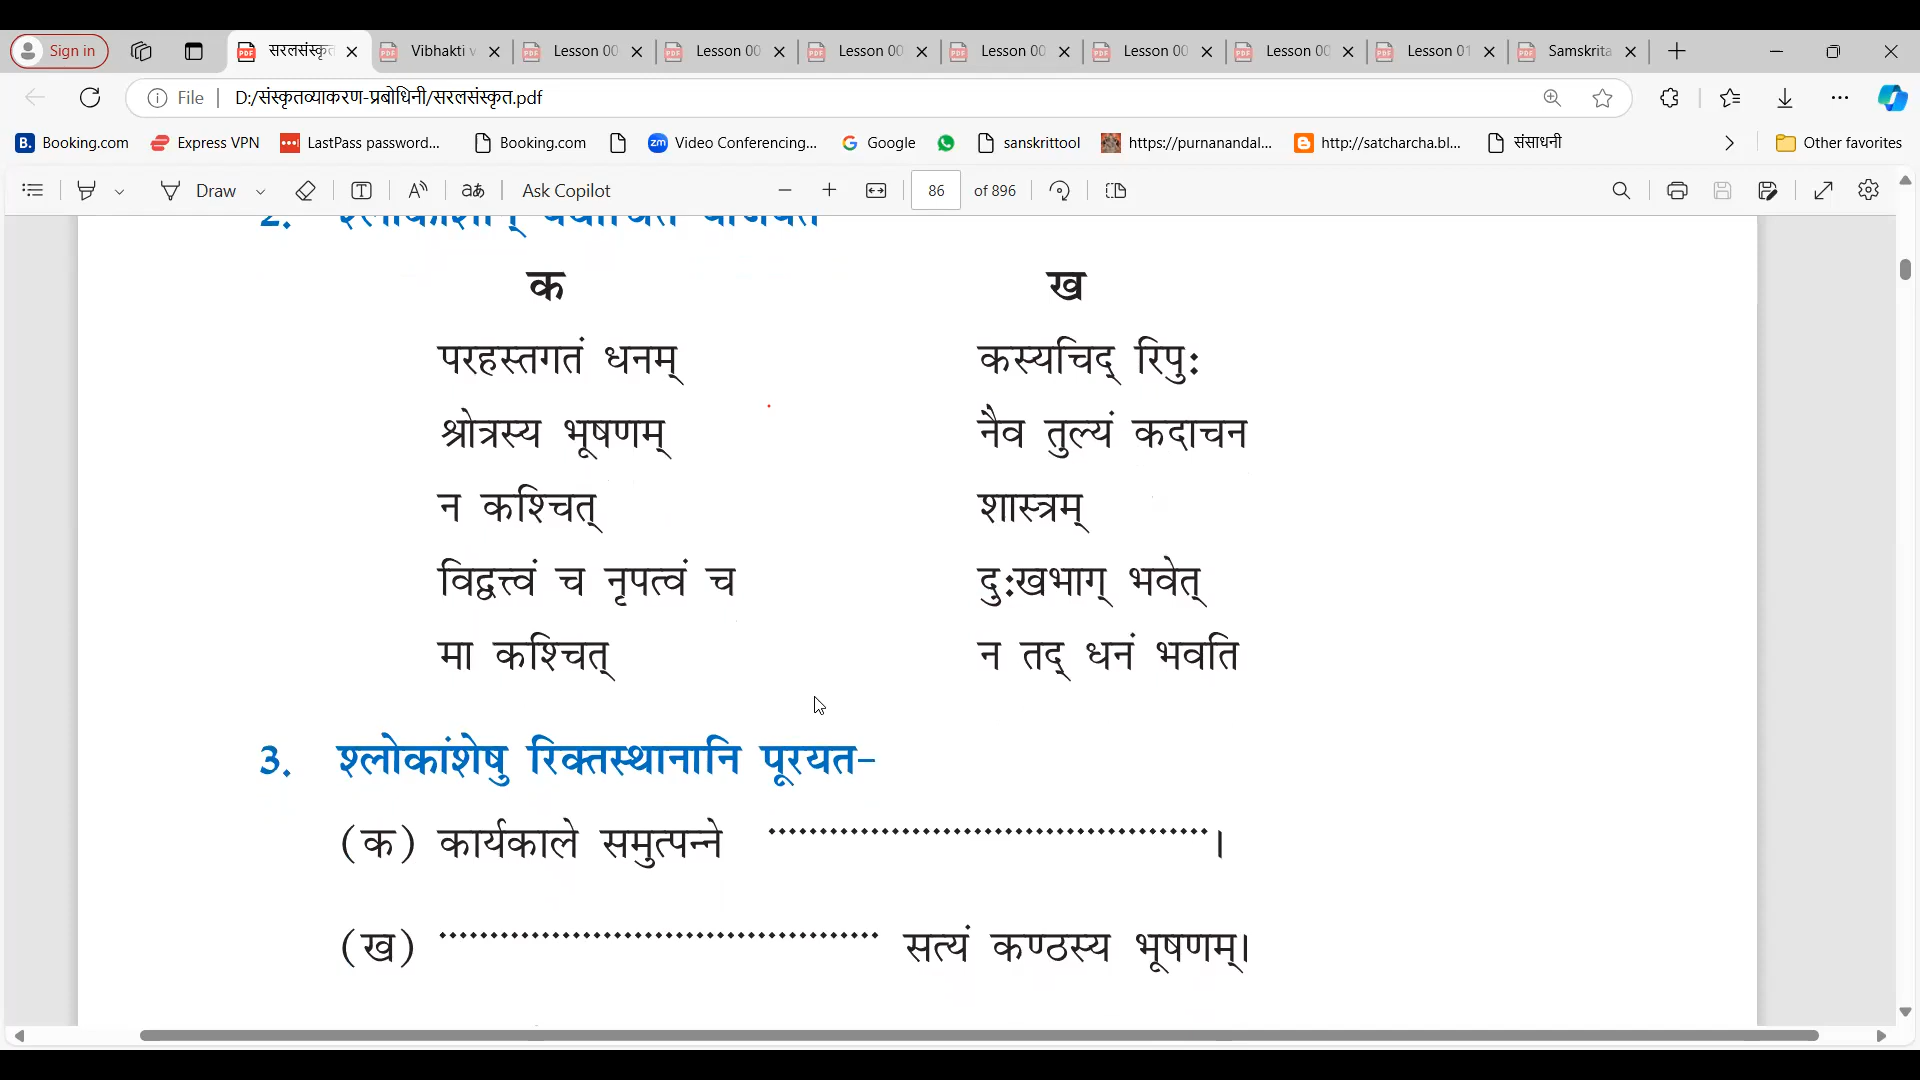 Sign in सरलसंस्कृत Vibhakti v Lesson 00 Lesson 00 Lesson 00 Lesson 00 Lesson 00 Lesson 00 Lesson 01 Samskrita
File D:/संस्कृतव्याकरण-प्रबोधिनी/सरलसंस्कृत.pdf
Booking.com Express VPN LastPass password... Booking.com Video Conferencing... Google sanskrittool https://purnanandal... http://satcharcha.bl... संसाधनी Other favorites
Draw Ask Copilot 86 of 896
2. श्लोकांशान् यथोचितं योजयत
क ख
परहस्तगतं धनम् कस्यचिद् रिपुः
श्रोत्रस्य भूषणम् नैव तुल्यं कदाचन
न कश्चित् शास्त्रम्
विद्वत्त्वं च नृपत्वं च दुःखभाग् भवेत्
मा कश्चित् न तद् धनं भवति
3. श्लोकांशेषु रिक्तस्थानानि पूरयत-
(क) कार्यकाले समुत्पन्ने ........................................।
(ख) ........................................ सत्यं कण्ठस्य भूषणम्।